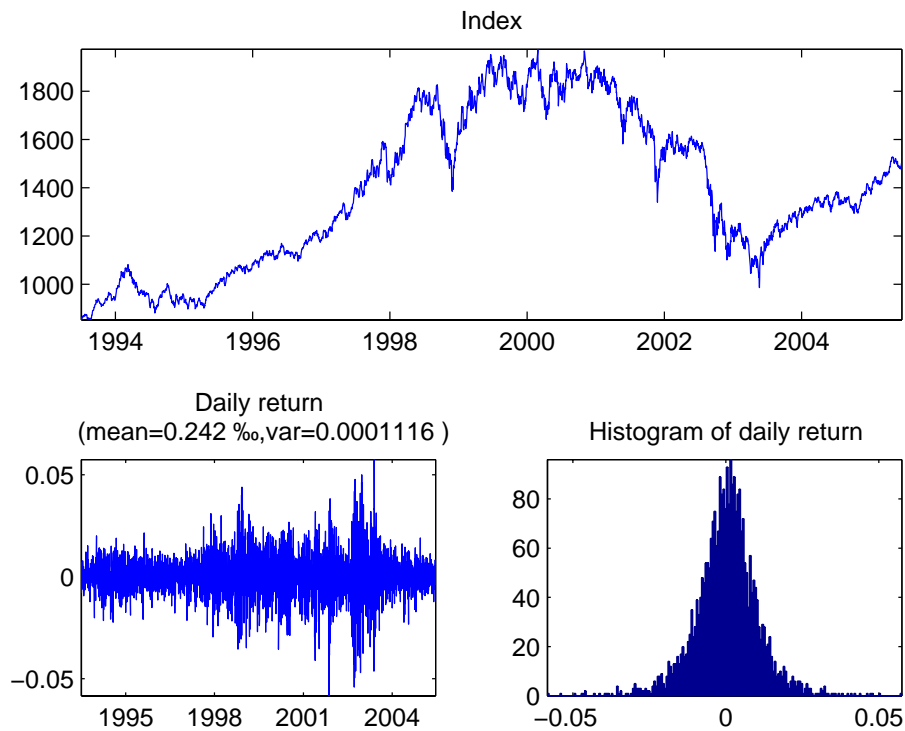 Index
1800
1600
1400
1200
1000
1994 1996 1998 2000 2002 2004
Daily return
(mean=0.242 ‰,var=0.0001116 )
0.05
0
−0.05
1995 1998 2001 2004
Histogram of daily return
80
60
40
20
0
−0.05 0 0.05